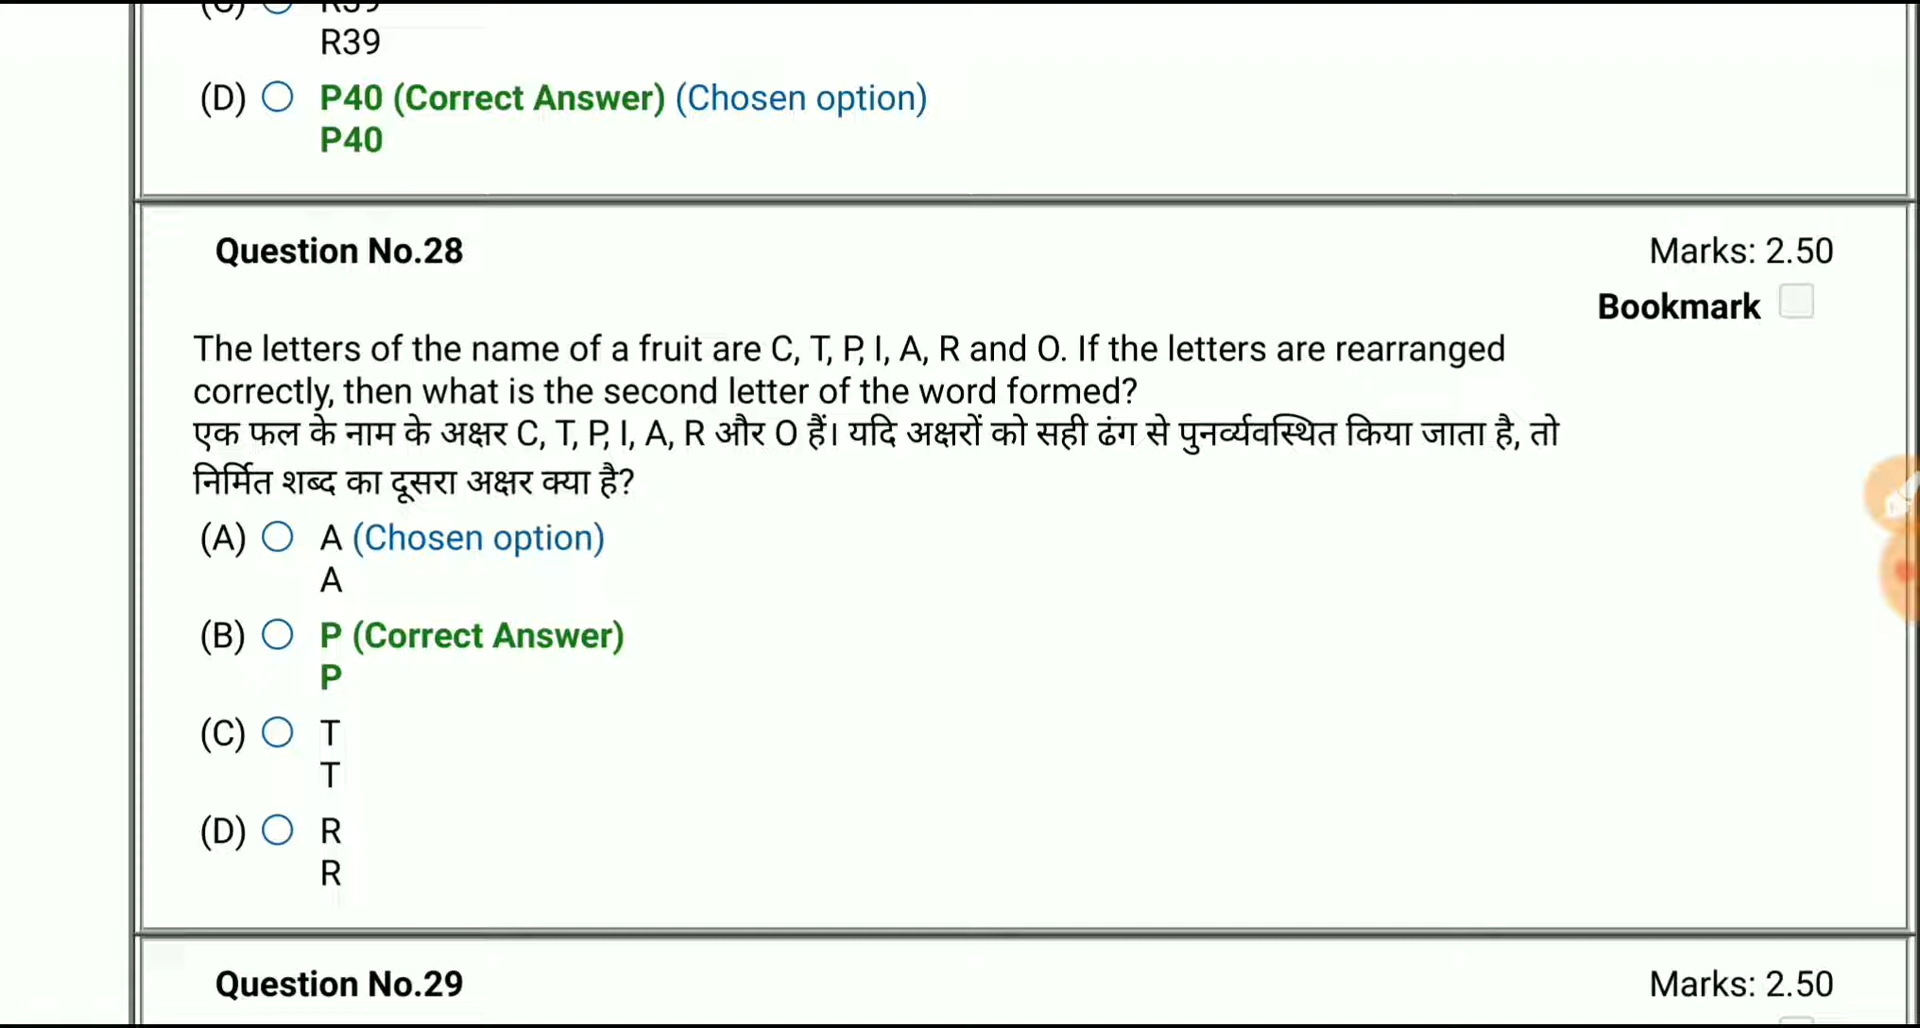 R39
(D) P40 (Correct Answer) (Chosen option)
P40
Question No.28
Marks: 2.50
Bookmark
The letters of the name of a fruit are C, T, P, I, A, R and O. If the letters are rearranged
correctly, then what is the second letter of the word formed?
एक फल के नाम के अक्षर C, T, P, I, A, R और O हैं। यदि अक्षरों को सही ढंग से पुनर्व्यवस्थित किया जाता है, तो
निर्मित शब्द का दूसरा अक्षर क्या है?
(A) A (Chosen option)
A
(B) P (Correct Answer)
P
(C) T
T
(D) R
R
Question No.29
Marks: 2.50